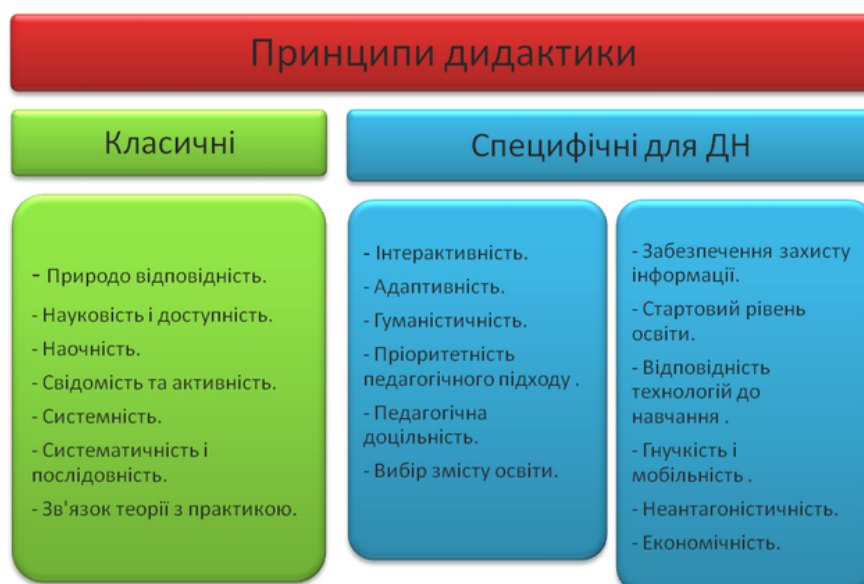 Принципи дидактики
Класичні
Специфічні для ДН
- Природо відповідність.
- Науковість і доступність.
- Наочність.
- Свідомість та активність.
- Системність.
- Систематичність і
послідовність.
- Зв'язок теорії з практикою.
- Інтерактивність.
- Адаптивність.
- Гуманістичність.
- Пріоритетність
педагогічного підходу .
- Педагогічна
доцільність.
- Вибір змісту освіти.
- Забезпечення захисту
інформації.
- Стартовий рівень
освіти.
- Відповідність
технологій до
навчання .
- Гнучкість і
мобільність .
- Неантагоністичність.
- Економічність.